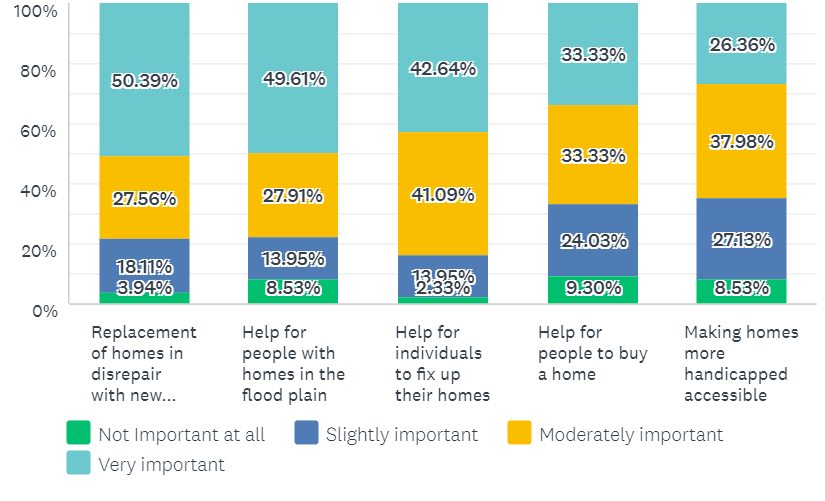 100%
80%
60%
40%
20%
0%
50.39%
27.56%
18.11%
3.94%
49.61%
27.91%
13.95%
8.53%
42.64%
41.09%
13.95%
2.33%
33.33%
33.33%
24.03%
9.30%
26.36%
37.98%
27.13%
8.53%
Replacement
of homes in
disrepair
with new...
Help for
people with
homes in the
flood plain
Help for
individuals
to fix up
their homes
Help for
people to buy
a home
Making homes
more
handicapped
accessible
Not Important at all
Slightly important
Moderately important
Very important